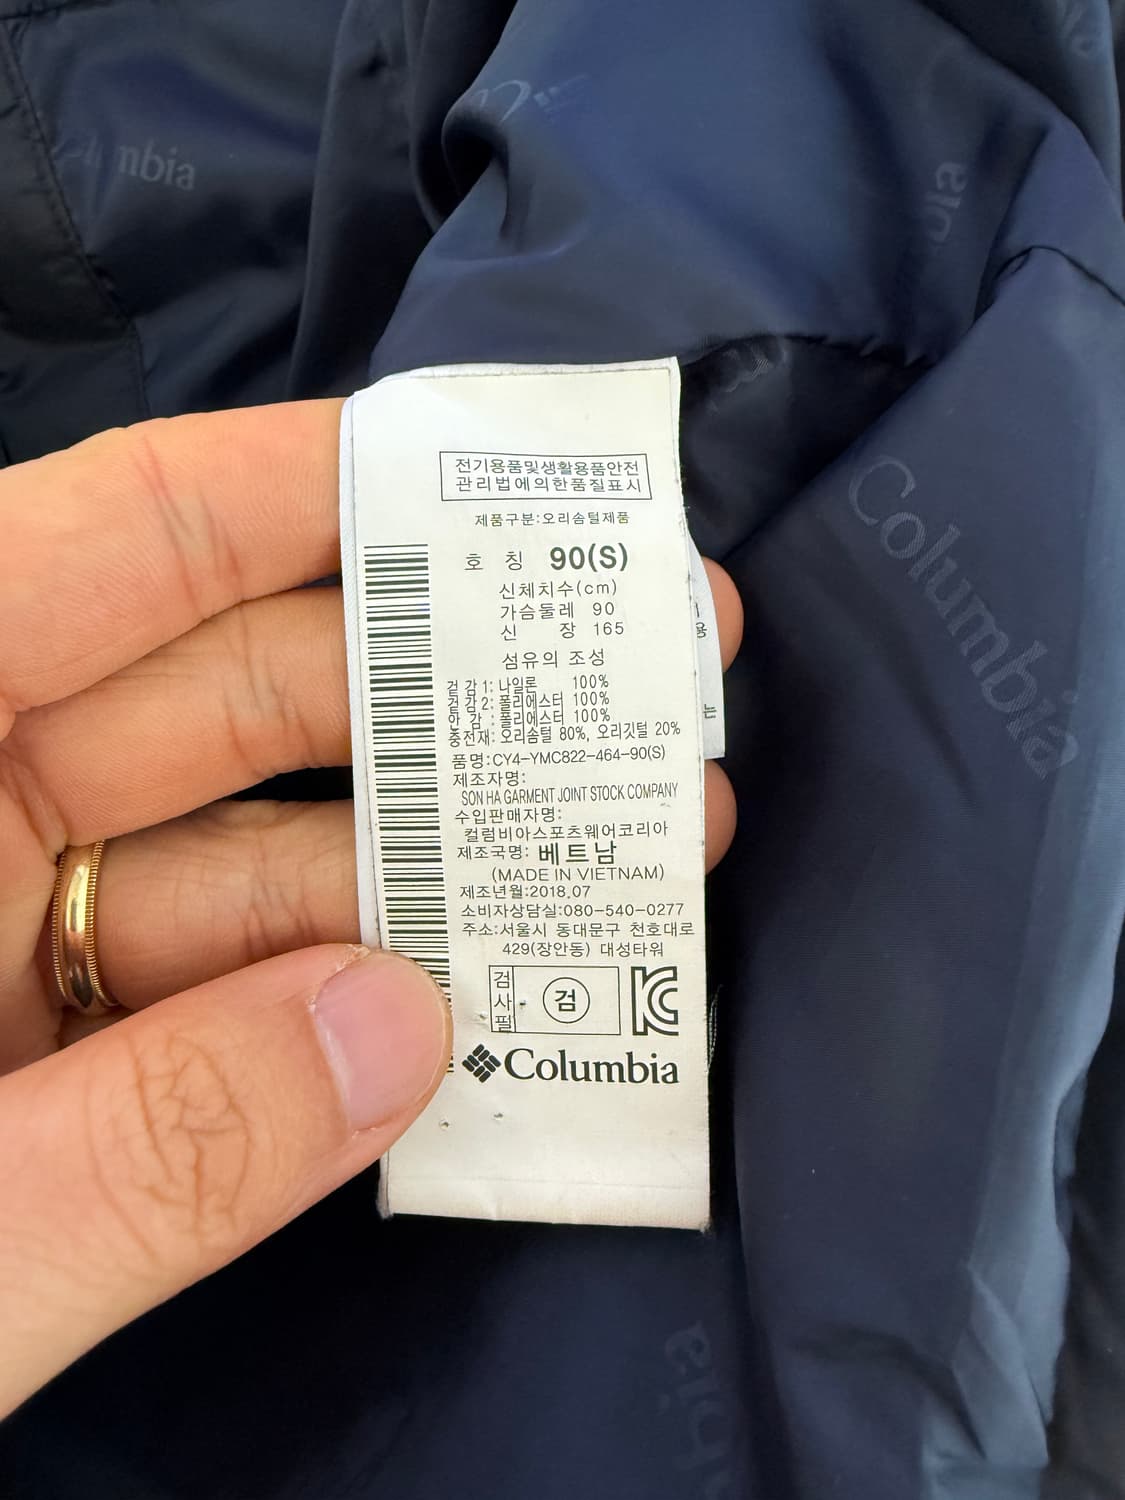 Columbia
전기용품및생활용품안전
관리법에의한품질표시
제품구분:오리솜털제품
호 칭 90(S)
신체치수(cm)
가슴둘레 90
신 장 165
섬유의 조성
겉감1: 나일론 100%
겉감2: 폴리에스터 100%
안 감 : 폴리에스터 100%
충전재: 오리솜털 80%, 오리깃털 20%
품명:CY4-YMC822-464-90(S)
제조자명:
SON HA GARMENT JOINT STOCK COMPANY
수입판매자명:
컬럼비아스포츠웨어코리아
제조국명: 베트남
(MADE IN VIETNAM)
제조년월:2018.07
소비자상담실:080-540-0277
주소:서울시 동대문구 천호대로
429(장안동) 대성타워
검사필 검 KC
Columbia